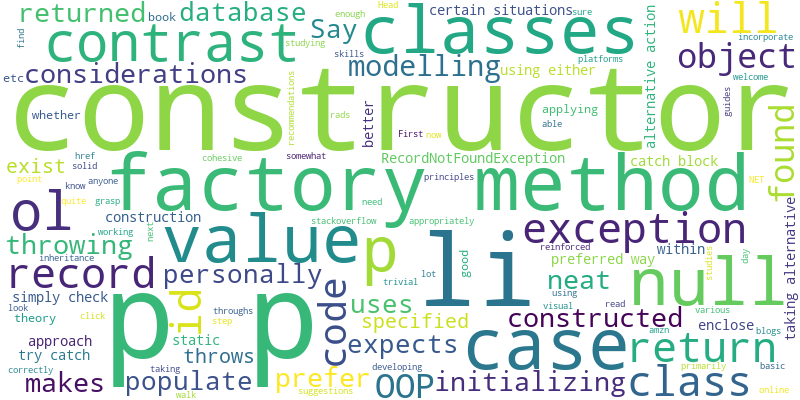 returned book database Say certain situations sure enough Head will incorporate
find contrast classes platforms object
etc considerations modelling using either
studying skills online
whether constructor better applying able alternative action welcome guides
recommendations rads First now
exist href solid cohesive somewhat RecordNotFoundException catch block found
point know anyone quite grasp factory method principles need NET
ol construction stackoverflow appropriately
throwing working next value p exception
inheritance li good reinforced preferred way within studies day
record personally trivial lot neat null taking alternative
simply check id code uses using visual read constructed enclose various
look theory click throughs specified amzn blogs
approach static step expects case return basic
try catch throws p p primarily
correctly taking developing
makes populate prefer OOP initializing class online
walk suggestions